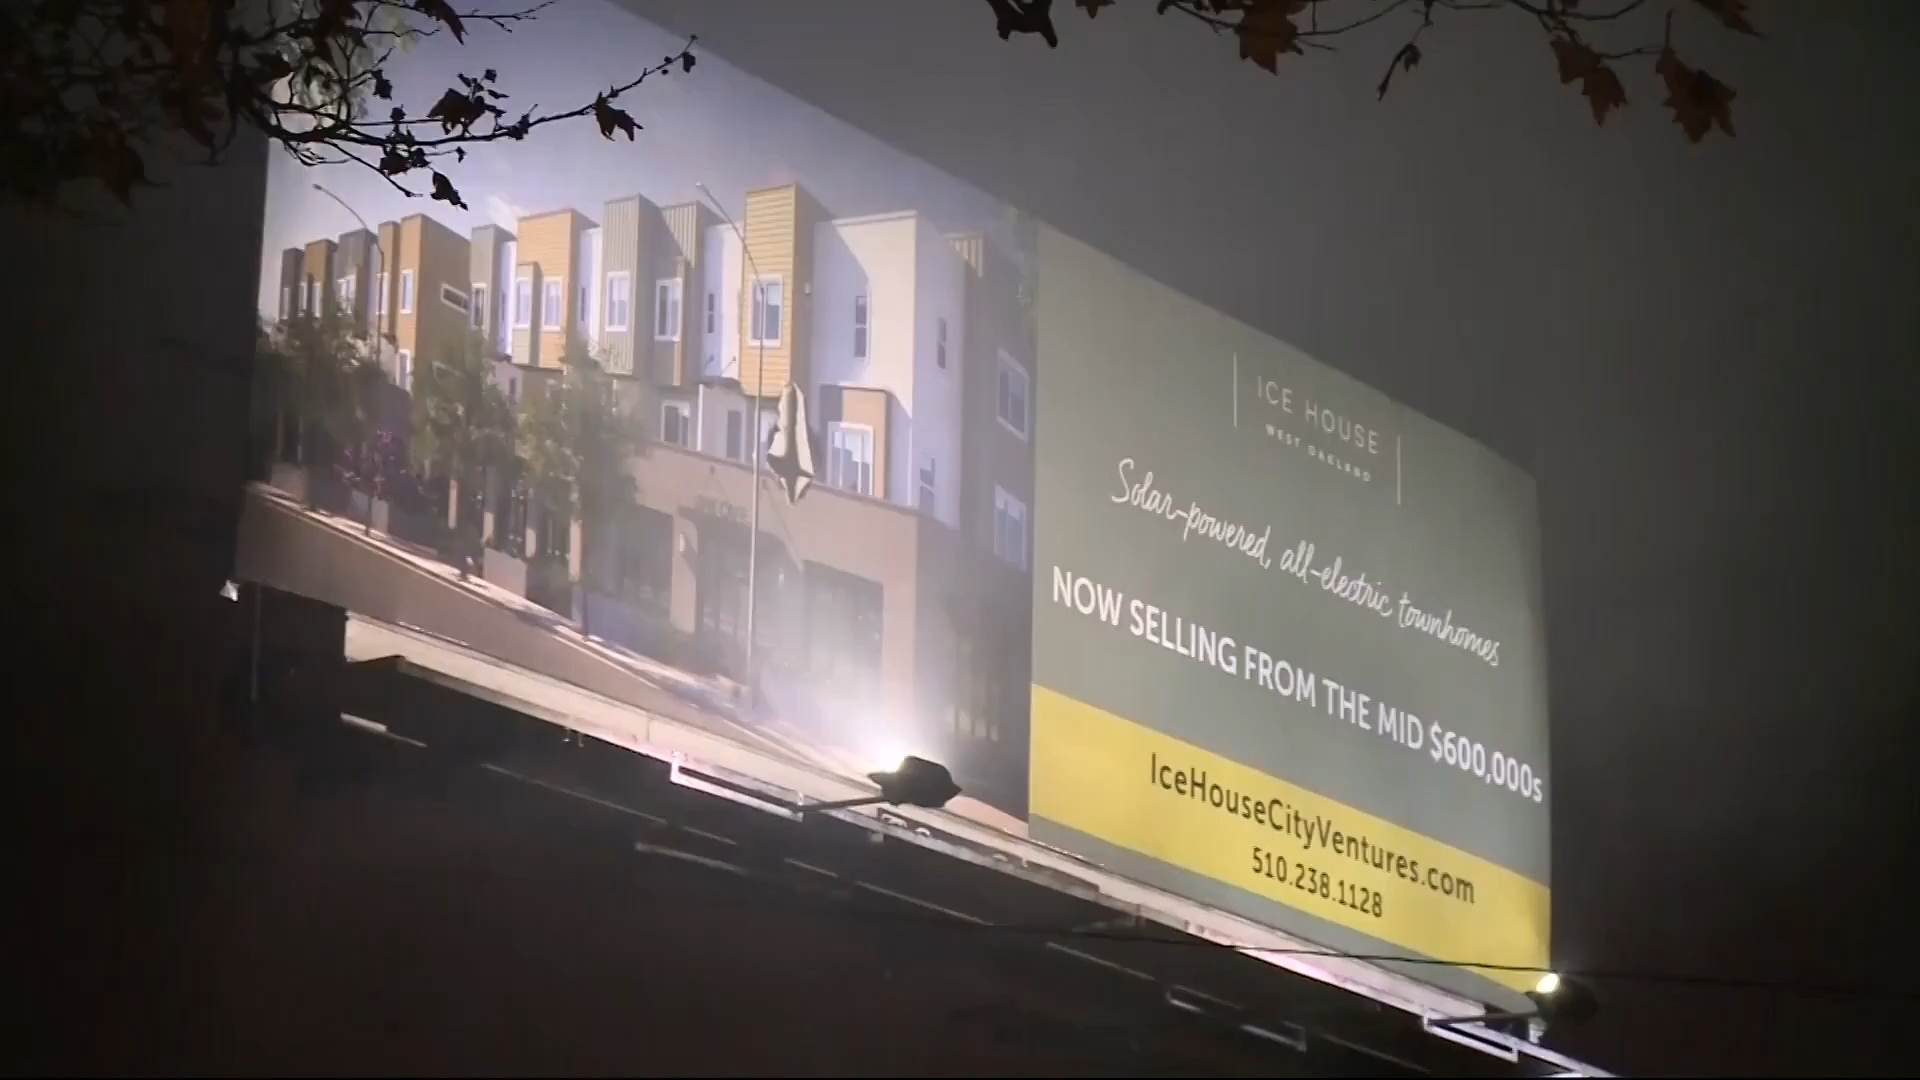 ICE HOUSE
WEST OAKLAND
Solar-powered, all-electric townhomes
NOW SELLING FROM THE MID $600,000s
IceHouseCityVentures.com
510.238.1128